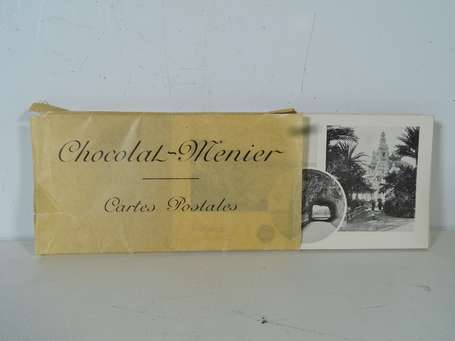 Chocolat-Menier
Cartes Postales